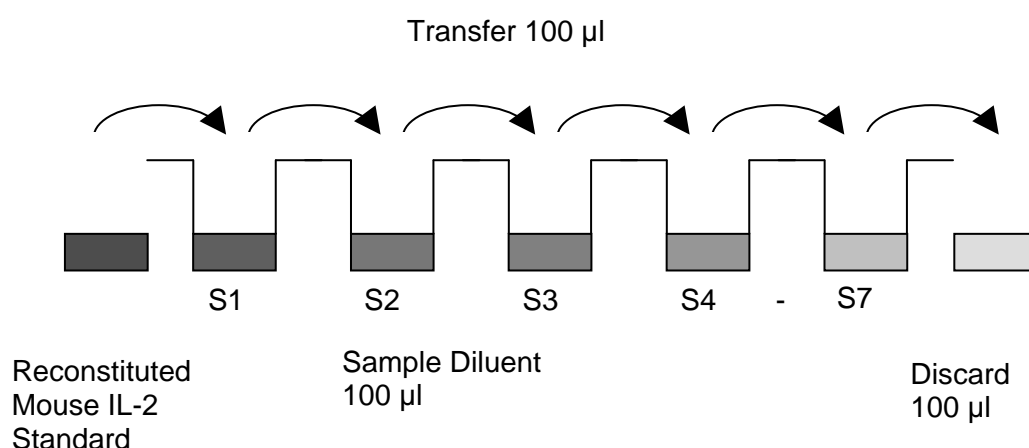 Transfer 100 µl
S1 S2 S3 S4 - S7
Reconstituted
Mouse IL-2
Standard
Sample Diluent
100 µl
Discard
100 µl